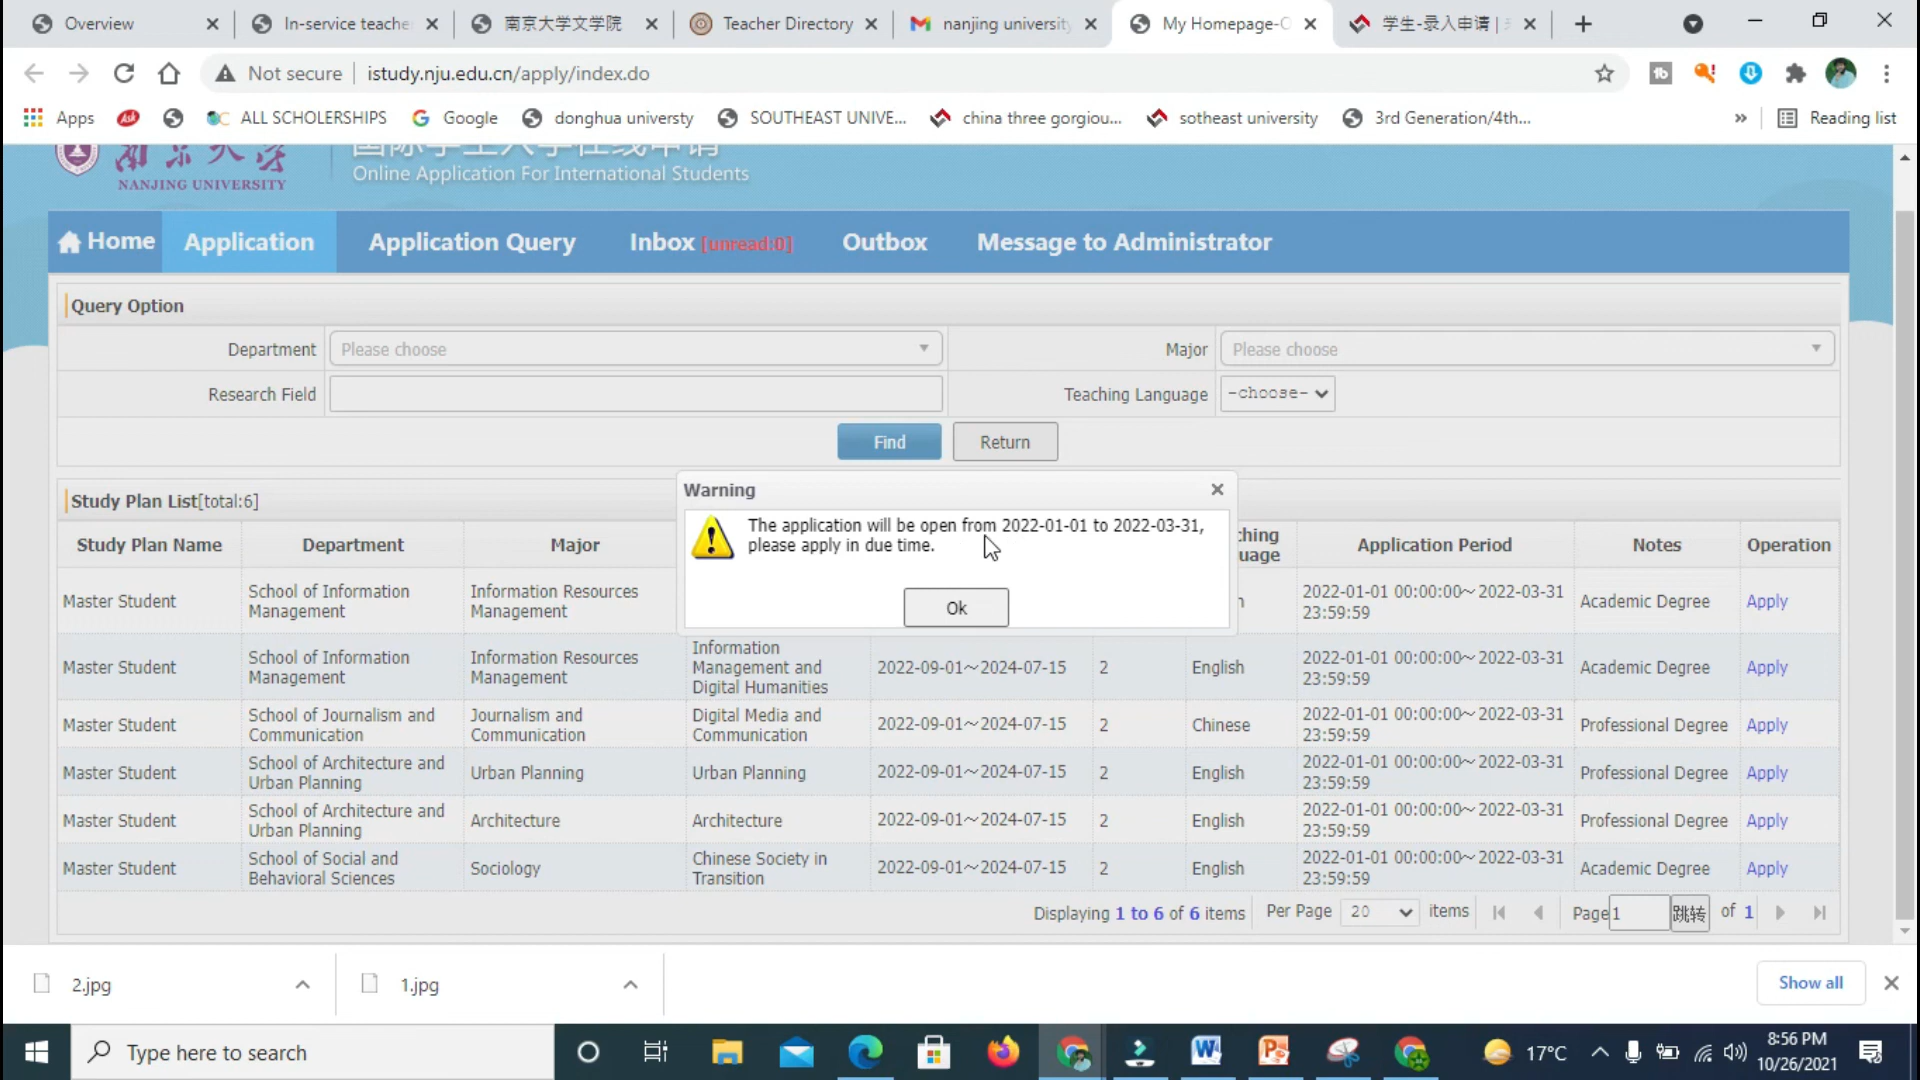 Overview
In-service teache
南京大学文学院
Teacher Directory
nanjing university
My Homepage-O
学生-录入申请 |
Not secure
istudy.nju.edu.cn/apply/index.do
Apps
Ask
ALL SCHOLERSHIPS
Google
donghua universty
SOUTHEAST UNIVE...
china three gorgiou...
sotheast university
3rd Generation/4th...
»
Reading list
南京大学
NANJING UNIVERSITY
国际学生入学在线申请
Online Application For International Students
Home
Application
Application Query
Inbox [unread:0]
Outbox
Message to Administrator
Query Option
Department
Please choose
Major
Please choose
Research Field
Teaching Language
-choose-
Find
Return
Study Plan List[total:6]
Warning
The application will be open from 2022-01-01 to 2022-03-31,
please apply in due time.
Ok
Study Plan Name
Department
Major
ching
uage
Application Period
Notes
Operation
Master Student
School of Information
Management
Information Resources
Management
2022-01-01 00:00:00~ 2022-03-31
23:59:59
Academic Degree
Apply
Master Student
School of Information
Management
Information Resources
Management
Information
Management and
Digital Humanities
2022-09-01~2024-07-15
2
English
2022-01-01 00:00:00~ 2022-03-31
23:59:59
Academic Degree
Apply
Master Student
School of Journalism and
Communication
Journalism and
Communication
Digital Media and
Communication
2022-09-01~2024-07-15
2
Chinese
2022-01-01 00:00:00~ 2022-03-31
23:59:59
Professional Degree
Apply
Master Student
School of Architecture and
Urban Planning
Urban Planning
Urban Planning
2022-09-01~2024-07-15
2
English
2022-01-01 00:00:00~ 2022-03-31
23:59:59
Professional Degree
Apply
Master Student
School of Architecture and
Urban Planning
Architecture
Architecture
2022-09-01~2024-07-15
2
English
2022-01-01 00:00:00~ 2022-03-31
23:59:59
Professional Degree
Apply
Master Student
School of Social and
Behavioral Sciences
Sociology
Chinese Society in
Transition
2022-09-01~2024-07-15
2
English
2022-01-01 00:00:00~ 2022-03-31
23:59:59
Academic Degree
Apply
Displaying 1 to 6 of 6 items
Per Page 20 items
Page 1 跳转 of 1
2.jpg
1.jpg
Show all
Type here to search
17°C
8:56 PM
10/26/2021